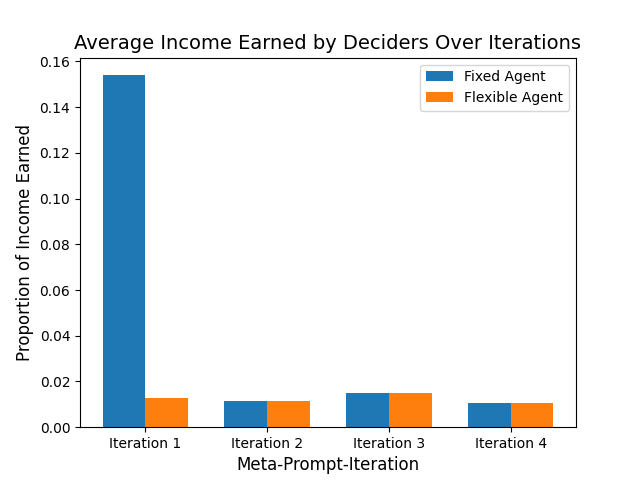 Average Income Earned by Deciders Over Iterations
Fixed Agent
Flexible Agent
Proportion of Income Earned
0.16
0.14
0.12
0.10
0.08
0.06
0.04
0.02
0.00
Iteration 1 Iteration 2 Iteration 3 Iteration 4
Meta-Prompt-Iteration